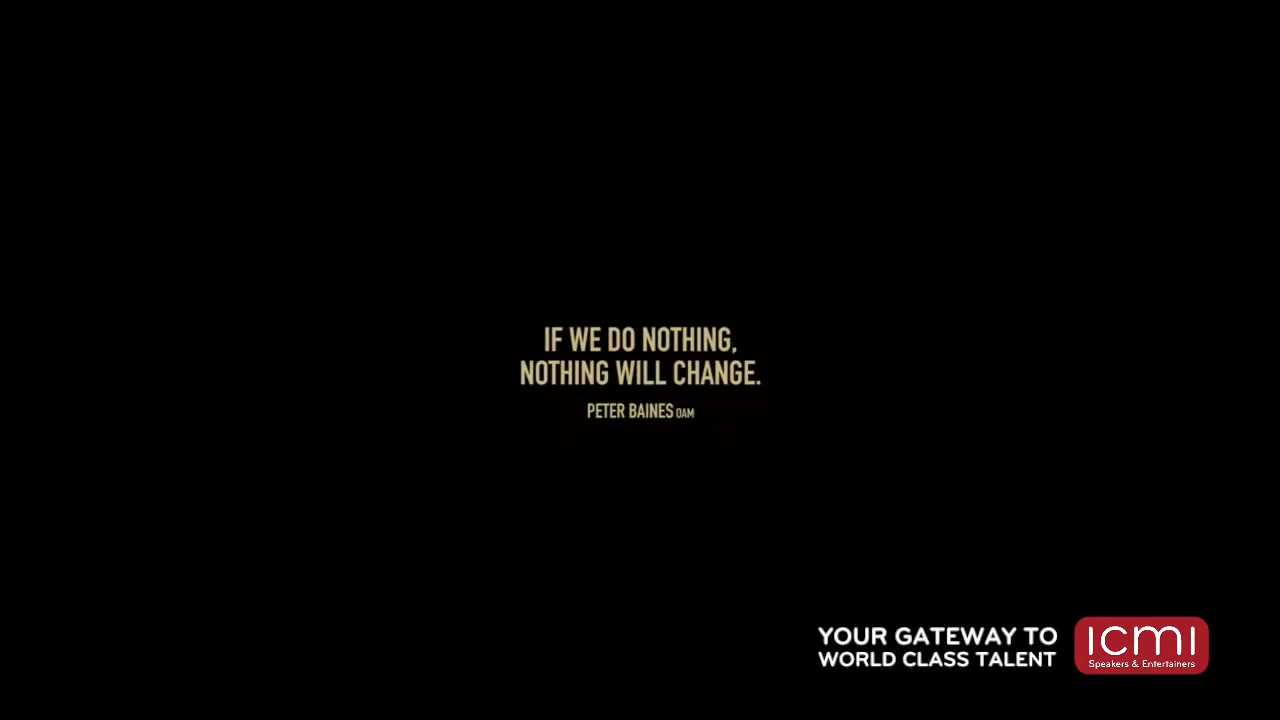 IF WE DO NOTHING,
NOTHING WILL CHANGE.
PETER BAINES OAM
YOUR GATEWAY TO
WORLD CLASS TALENT
ICMI
Speakers & Entertainers